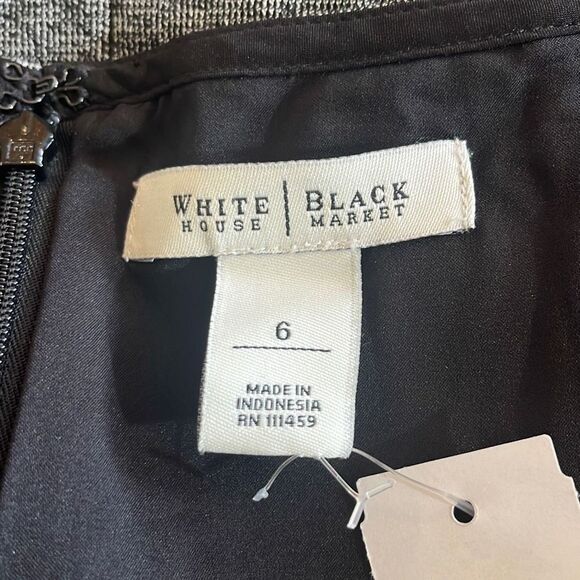 WHITE | BLACK
HOUSE | MARKET
6
MADE IN
INDONESIA
RN 111459